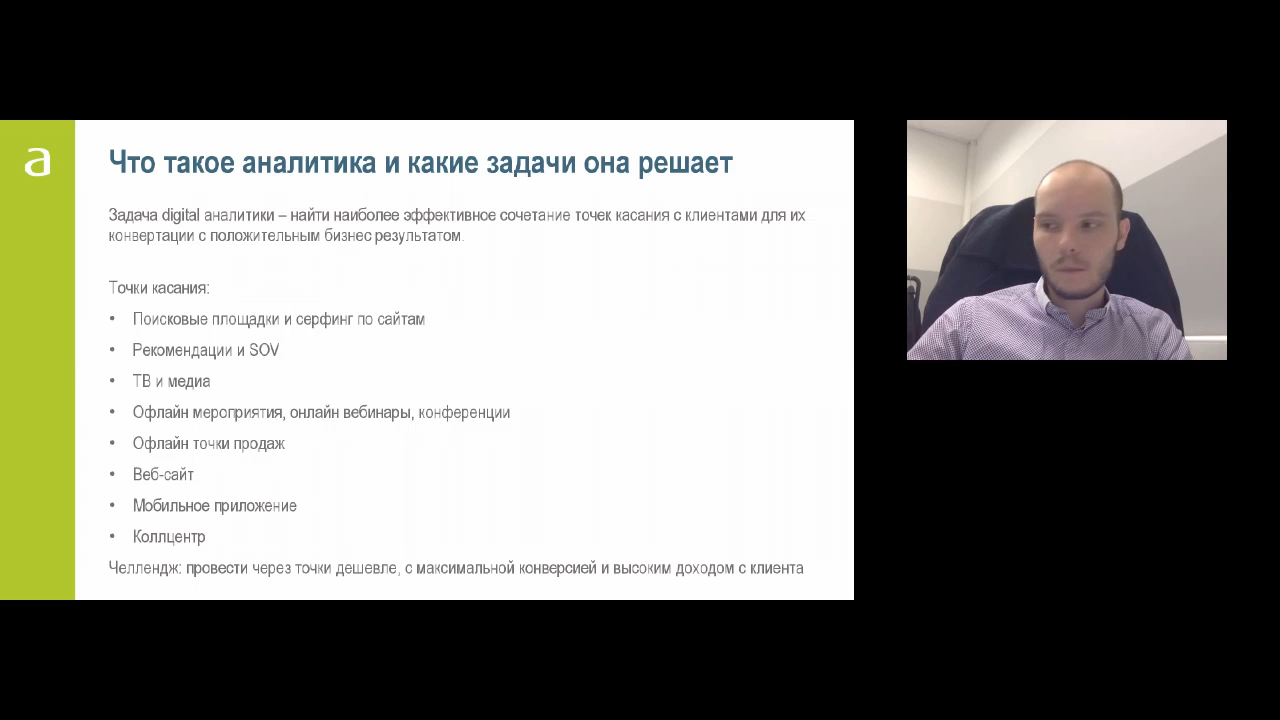 a
Что такое аналитика и какие задачи она решает
Задача digital аналитики – найти наиболее эффективное сочетание точек касания с клиентами для их
конвертации с положительным бизнес результатом.
Точки касания:
• Поисковые площадки и серфинг по сайтам
• Рекомендации и SOV
• ТВ и медиа
• Офлайн мероприятия, онлайн вебинары, конференции
• Офлайн точки продаж
• Веб-сайт
• Мобильное приложение
• Коллцентр
Челлендж: провести через точки дешевле, с максимальной конверсией и высоким доходом с клиента